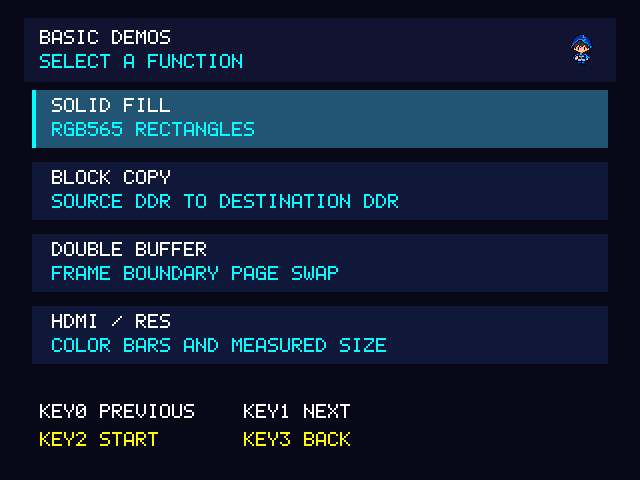 BASIC DEMOS
SELECT A FUNCTION
SOLID FILL
RGB565 RECTANGLES
BLOCK COPY
SOURCE DDR TO DESTINATION DDR
DOUBLE BUFFER
FRAME BOUNDARY PAGE SWAP
HDMI / RES
COLOR BARS AND MEASURED SIZE
KEY0 PREVIOUS KEY1 NEXT
KEY2 START KEY3 BACK